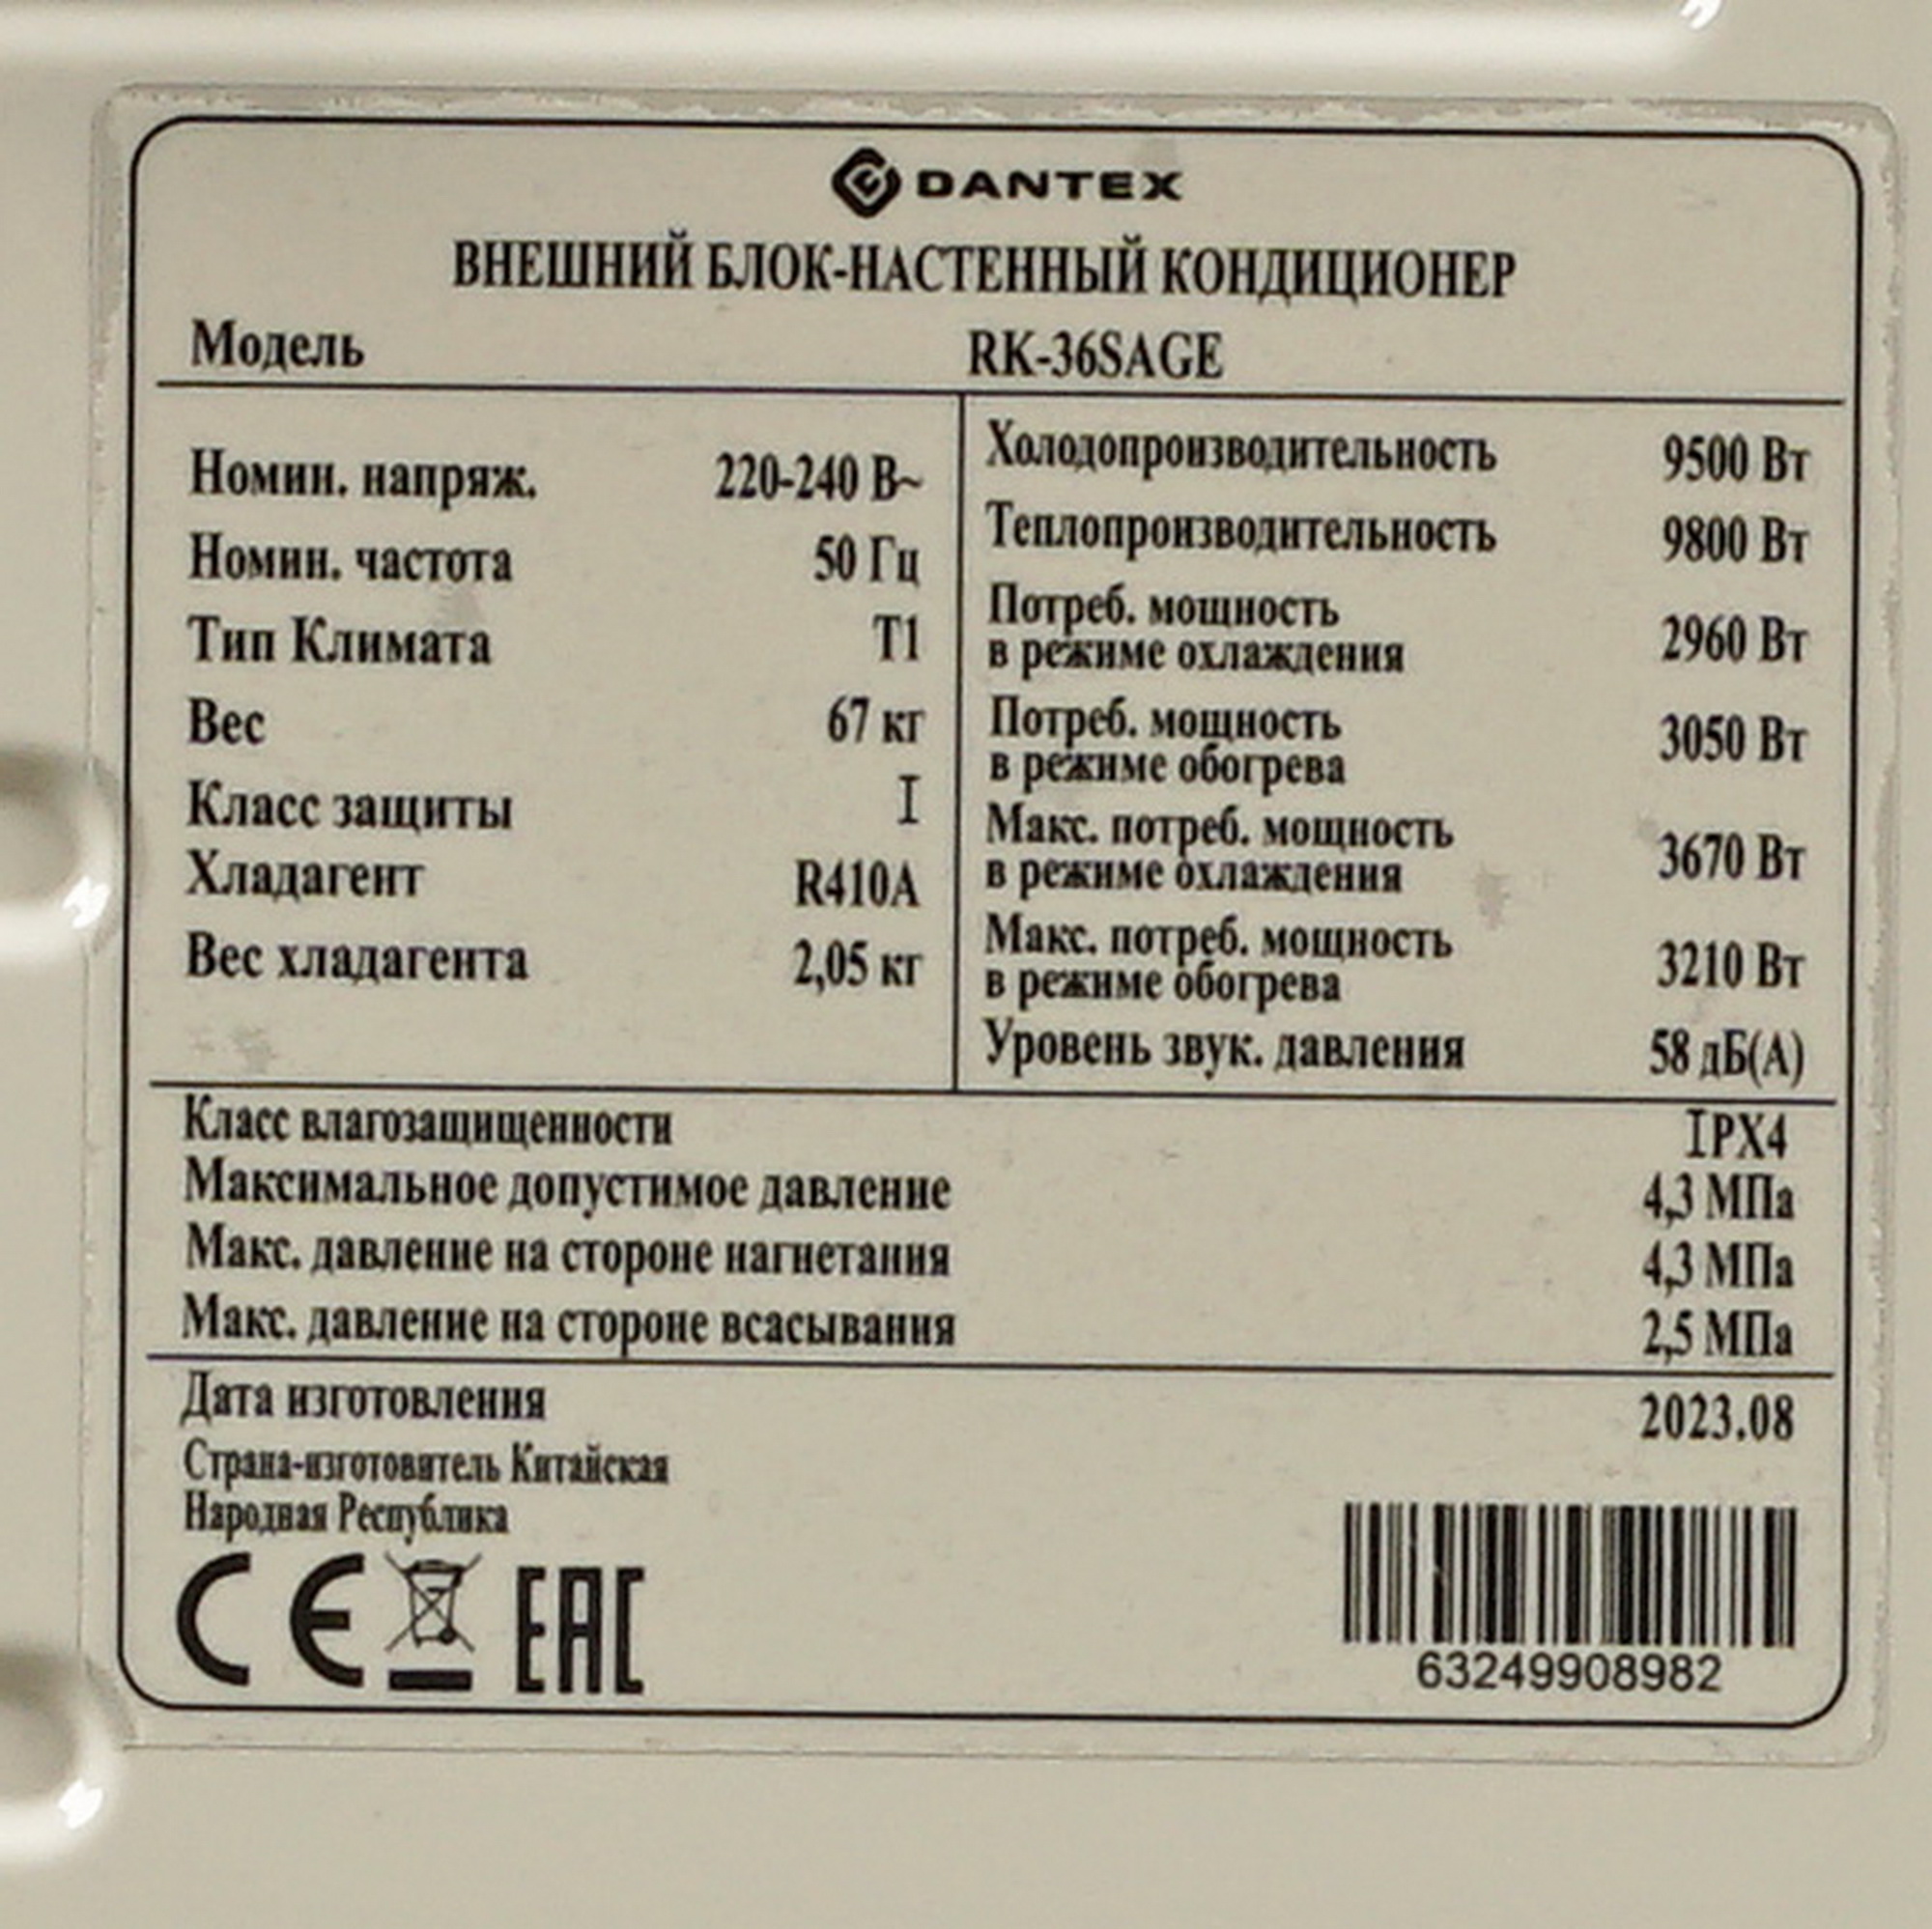 DANTEX
ВНЕШНИЙ БЛОК-НАСТЕННЫЙ КОНДИЦИОНЕР
Модель RK-36SAGE
Номин. напряж. 220-240 В~
Номин. частота 50 Гц
Тип Климата T1
Вес 67 кг
Класс защиты I
Хладагент R410A
Вес хладагента 2,05 кг
Холодопроизводительность 9500 Вт
Теплопроизводительность 9800 Вт
Потреб. мощность
в режиме охлаждения 2960 Вт
Потреб. мощность
в режиме обогрева 3050 Вт
Макс. потреб. мощность
в режиме охлаждения 3670 Вт
Макс. потреб. мощность
в режиме обогрева 3210 Вт
Уровень звук. давления 58 дБ(А)
Класс влагозащищенности IPX4
Максимальное допустимое давление 4,3 МПа
Макс. давление на стороне нагнетания 4,3 МПа
Макс. давление на стороне всасывания 2,5 МПа
Дата изготовления 2023.08
Страна-изготовитель Китайская
Народная Республика
CE EAC
63249908982